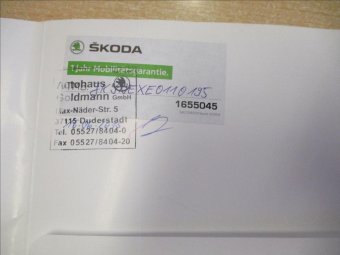 ŠKODA
1 Jahr Mobilitätsgarantie.
Autohaus
Goldmann GmbH
1655045
Max-Näder-Str. 5
37115 Duderstadt
Tel. 05527/8404-0
Fax 05527/8404-20